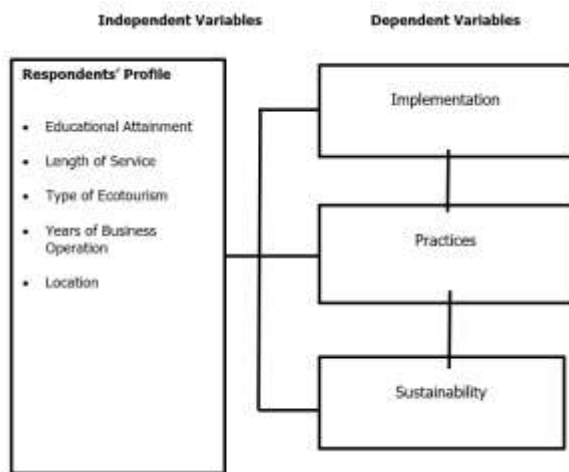 Independent Variables
Dependent Variables
Respondents' Profile
• Educational Attainment
• Length of Service
• Type of Ecotourism
• Years of Business
Operation
• Location
Implementation
Practices
Sustainability